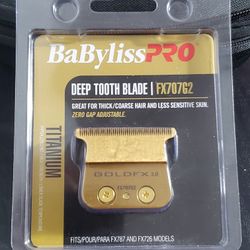 BaBylissPRO
DEEP TOOTH BLADE | FX707G2
GREAT FOR THICK/COARSE HAIR AND LESS SENSITIVE SKIN.
ZERO GAP ADJUSTABLE.
TITANIUM
GOLDFX
FX707G2
FITS/POUR/PARA FX787 AND FX726 MODELS